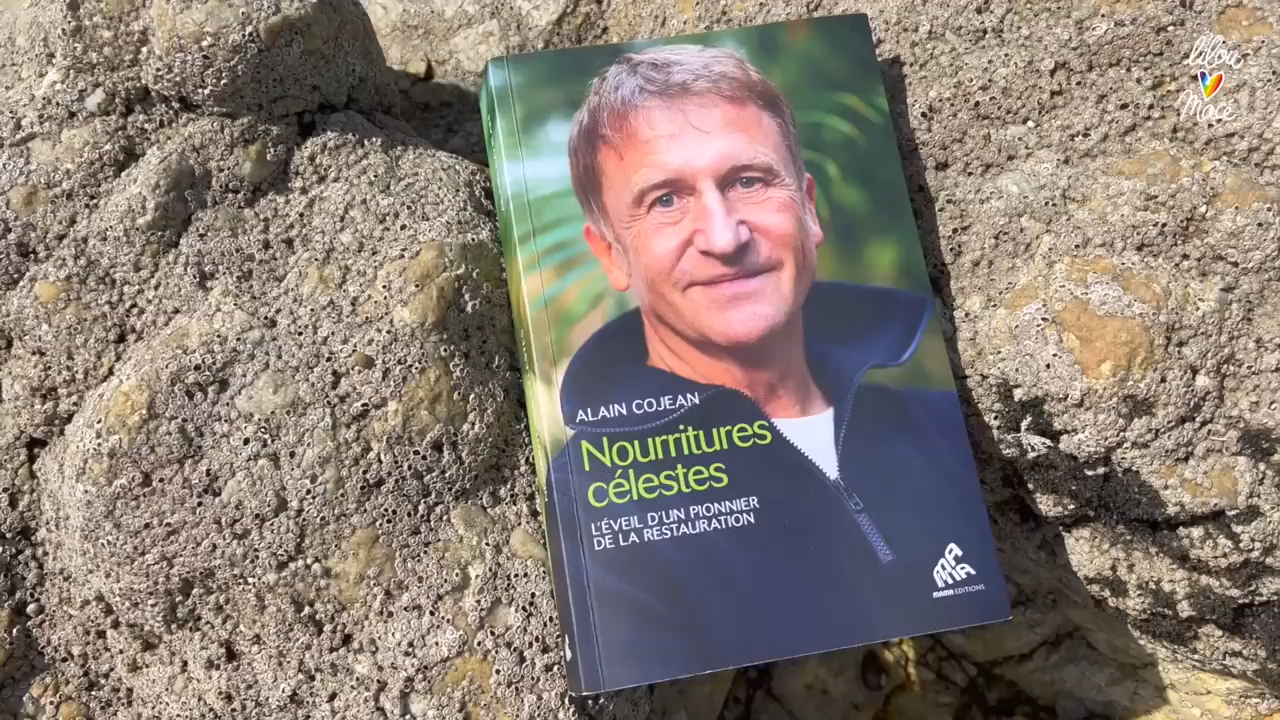 lilou
Macé
ALAIN COJEAN
Nourritures
célestes
L'ÉVEIL D'UN PIONNIER
DE LA RESTAURATION
MAMA
MAMA EDITIONS